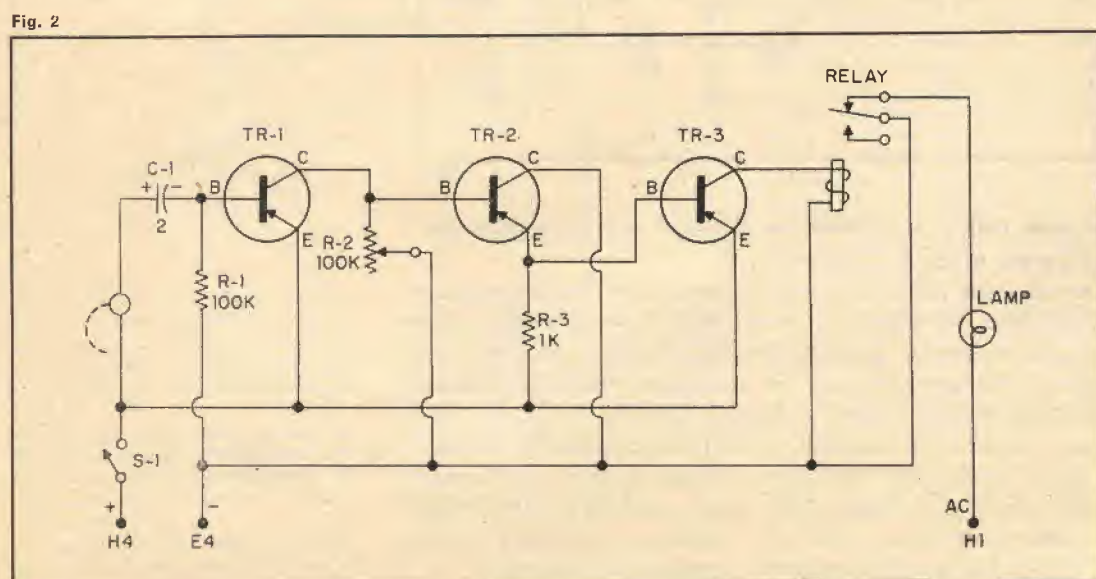 Fig. 2
RELAY
TR-1
TR-2
TR-3
C-1
+ -
2
B
C
E
B
C
E
B
C
E
R-2
100K
R-1
100K
R-3
1K
LAMP
S-1
+
-
AC
H4
E4
H1